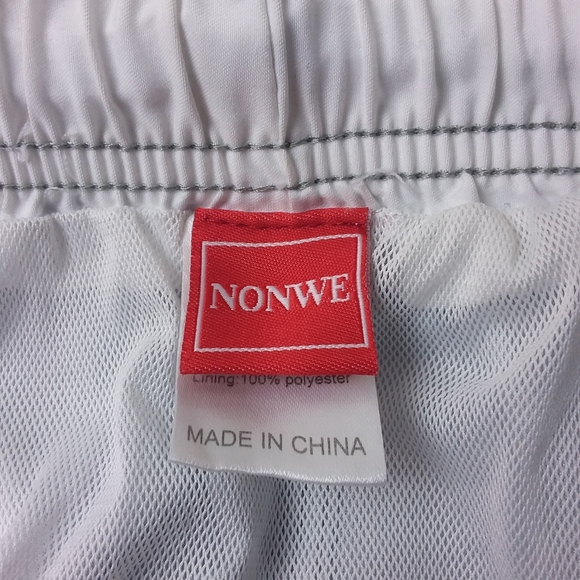 NONWE
Lining:100% polyester
MADE IN CHINA